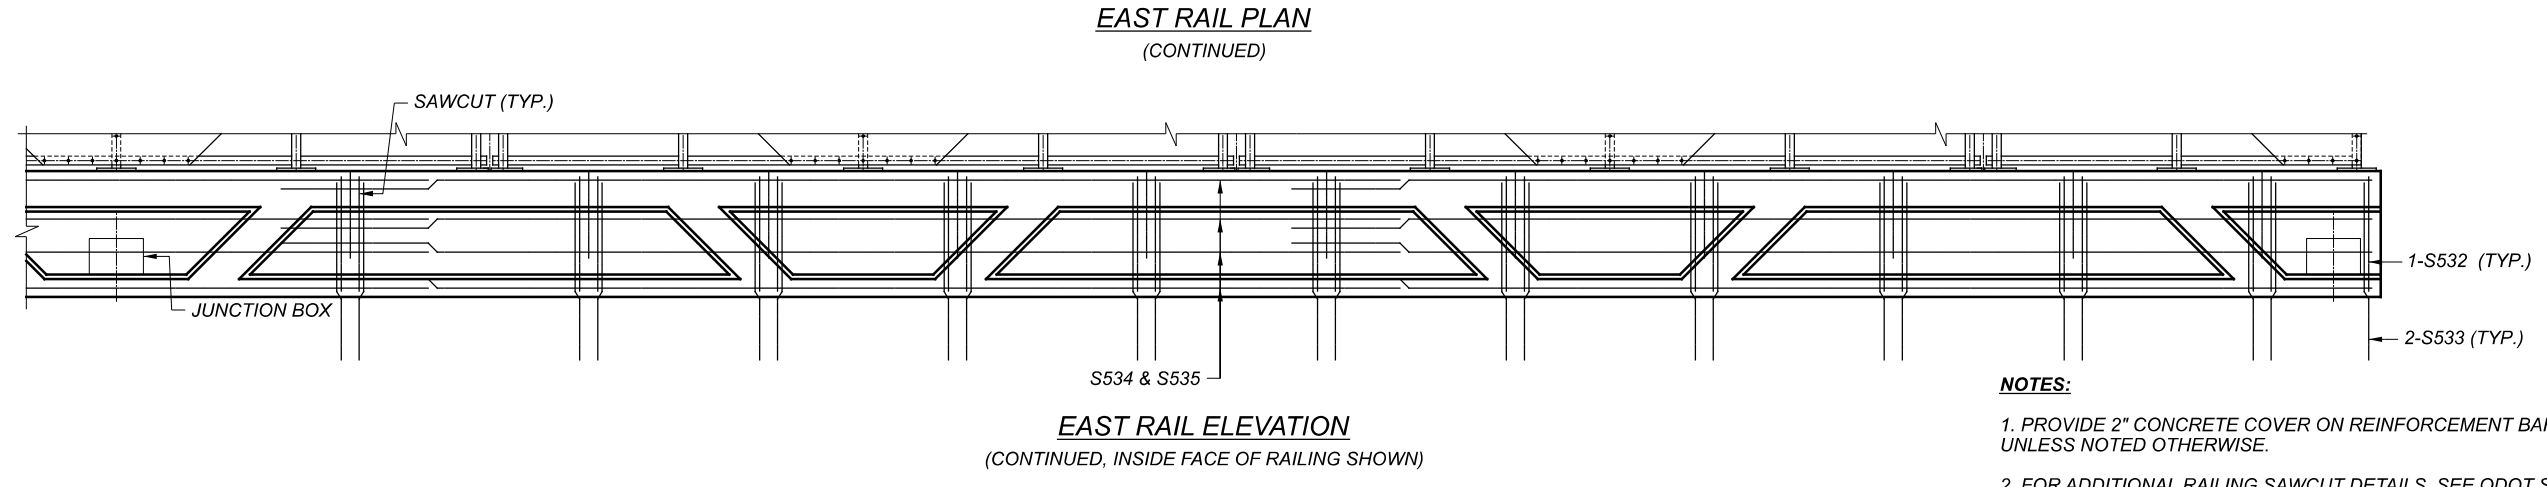 EAST RAIL PLAN
(CONTINUED)
SAWCUT (TYP.)
JUNCTION BOX
1-S532 (TYP.)
2-S533 (TYP.)
S534 & S535
EAST RAIL ELEVATION
(CONTINUED, INSIDE FACE OF RAILING SHOWN)
NOTES:
1. PROVIDE 2" CONCRETE COVER ON REINFORCEMENT
UNLESS NOTED OTHERWISE.
2. FOR ADDITIONAL RAILING SAWCUT DETAILS, SEE ODOT